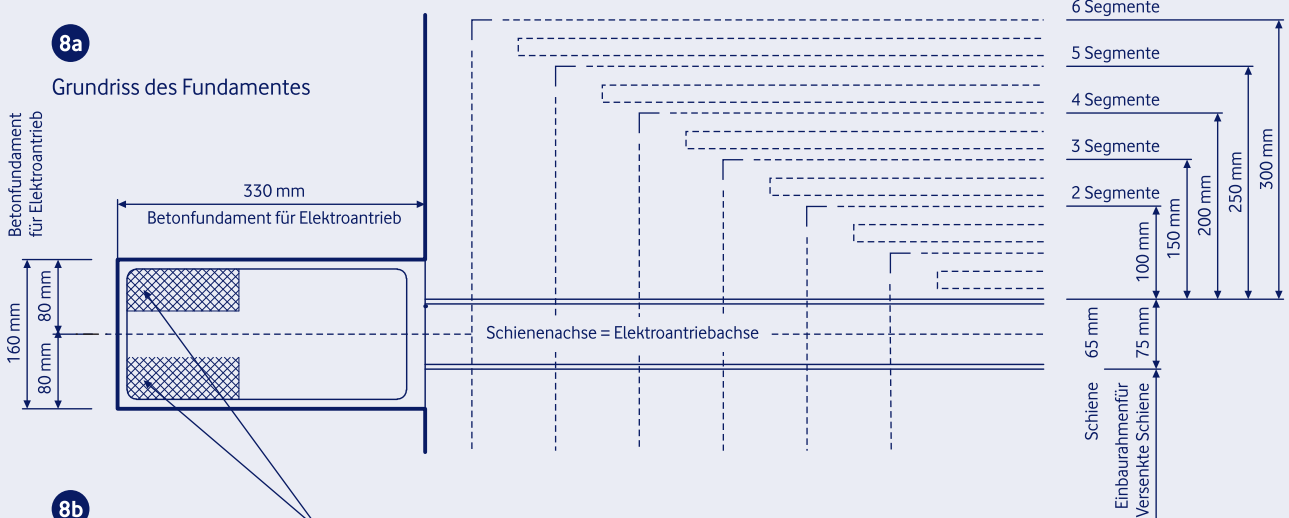 8a
Grundriss des Fundamentes
Betonfundament
für Elektroantrieb
330 mm
Betonfundament für Elektroantrieb
160 mm
80 mm
80 mm
Schienenachse = Elektroantriebachse
6 Segmente
5 Segmente
4 Segmente
3 Segmente
2 Segmente
100 mm
150 mm
200 mm
250 mm
300 mm
65 mm
75 mm
Schiene
Einbaurahmenfür
Versenkte Schiene
8b